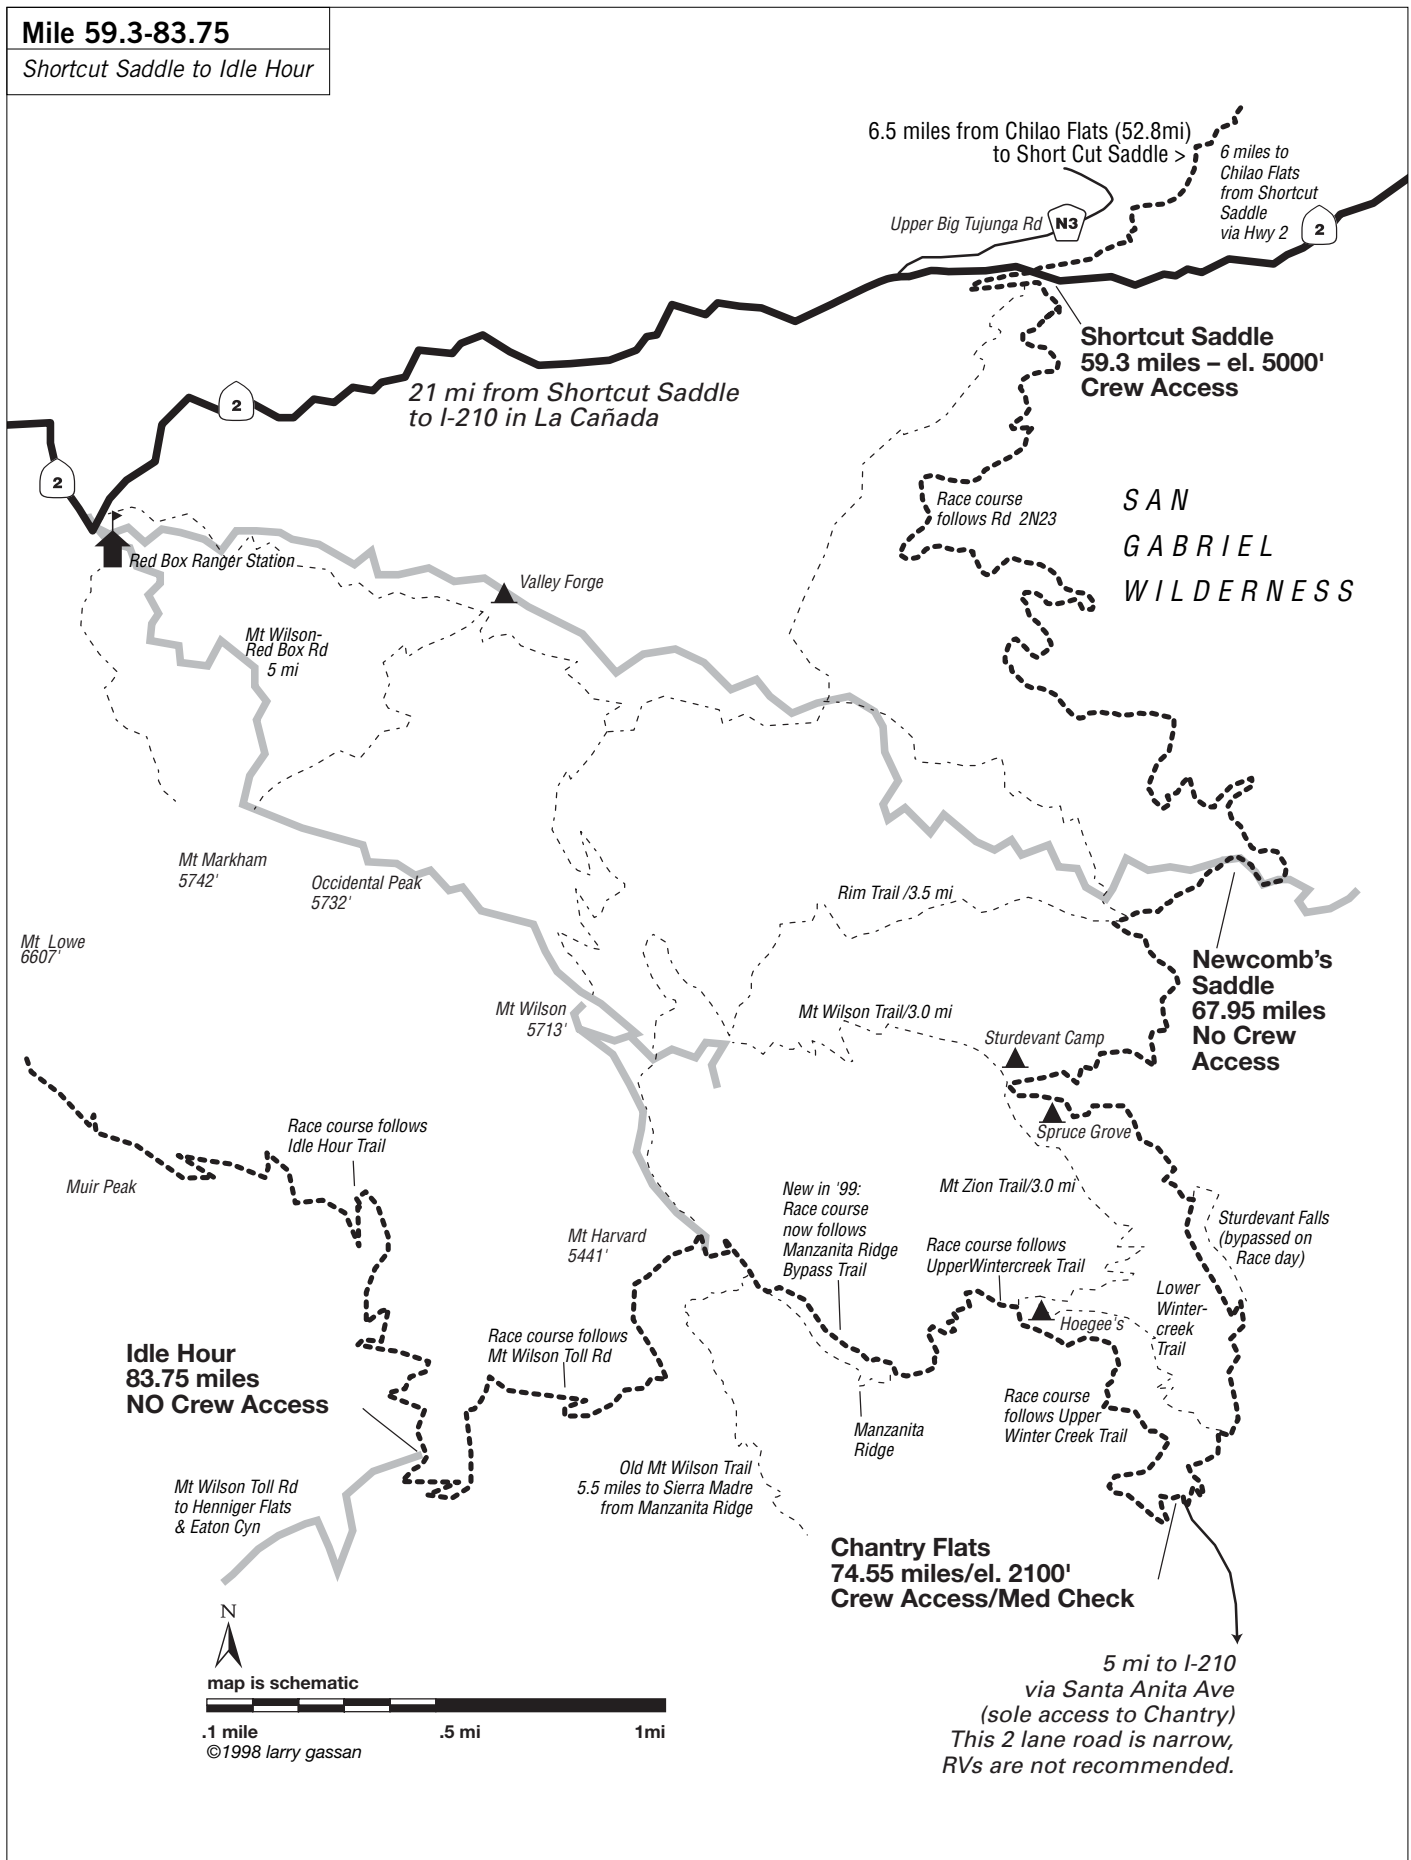 Mile 59.3-83.75
Shortcut Saddle to Idle Hour
6.5 miles from Chilao Flats (52.8mi)
to Short Cut Saddle >
6 miles to
Chilao Flats
from Shortcut
Saddle
via Hwy 2
2
Upper Big Tujunga Rd
N3
Shortcut Saddle
59.3 miles – el. 5000'
Crew Access
21 mi from Shortcut Saddle
to I-210 in La Cañada
2
2
Race course
follows Rd 2N23
SAN
GABRIEL
WILDERNESS
Red Box Ranger Station
Valley Forge
Mt Wilson-
Red Box Rd
5 mi
Mt Markham
5742'
Occidental Peak
5732'
Rim Trail /3.5 mi
Mt Lowe
6607'
Newcomb's
Saddle
67.95 miles
No Crew
Access
Mt Wilson
5713'
Mt Wilson Trail/3.0 mi
Sturdevant Camp
Spruce Grove
Race course follows
Idle Hour Trail
Muir Peak
Mt Zion Trail/3.0 mi
New in '99:
Race course
now follows
Manzanita Ridge
Bypass Trail
Sturdevant Falls
(bypassed on
Race day)
Mt Harvard
5441'
Race course follows
UpperWintercreek Trail
Lower
Winter-
creek
Trail
Hoegee's
Race course follows
Mt Wilson Toll Rd
Idle Hour
83.75 miles
NO Crew Access
Race course
follows Upper
Winter Creek Trail
Manzanita
Ridge
Old Mt Wilson Trail
5.5 miles to Sierra Madre
from Manzanita Ridge
Mt Wilson Toll Rd
to Henniger Flats
& Eaton Cyn
Chantry Flats
74.55 miles/el. 2100'
Crew Access/Med Check
N
map is schematic
.1 mile .5 mi 1mi
©1998 larry gassan
5 mi to I-210
via Santa Anita Ave
(sole access to Chantry)
This 2 lane road is narrow,
RVs are not recommended.